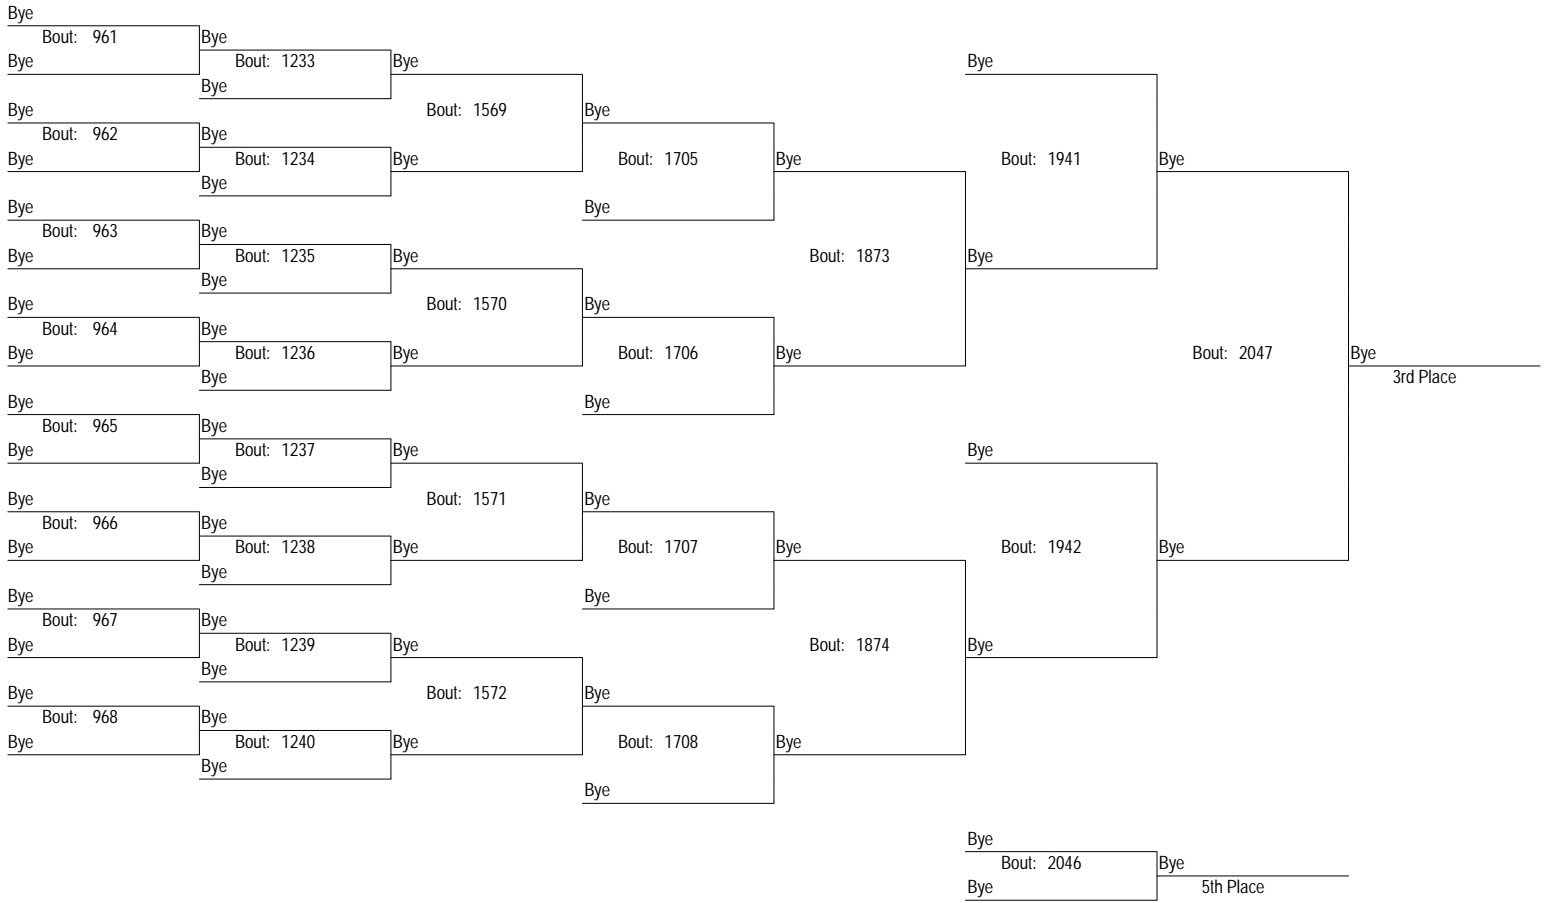 Bye
Bout: 961
Bye
Bye
Bout: 1233
Bye
Bye
Bye
Bye
Bout: 1569
Bye
Bye
Bout: 962
Bye
Bye
Bout: 1234
Bye
Bye
Bout: 1705
Bye
Bout: 1941
Bye
Bye
Bye
Bye
Bout: 963
Bye
Bye
Bout: 1235
Bye
Bout: 1873
Bye
Bye
Bye
Bout: 1570
Bye
Bout: 964
Bye
Bye
Bout: 1236
Bye
Bout: 1706
Bye
Bout: 2047
Bye
3rd Place
Bye
Bye
Bye
Bout: 965
Bye
Bye
Bout: 1237
Bye
Bye
Bye
Bye
Bout: 1571
Bye
Bout: 966
Bye
Bye
Bout: 1238
Bye
Bout: 1707
Bye
Bout: 1942
Bye
Bye
Bye
Bye
Bout: 967
Bye
Bye
Bout: 1239
Bye
Bout: 1874
Bye
Bye
Bye
Bout: 1572
Bye
Bout: 968
Bye
Bye
Bout: 1240
Bye
Bout: 1708
Bye
Bye
Bye
Bye
Bout: 2046
Bye
Bye
5th Place